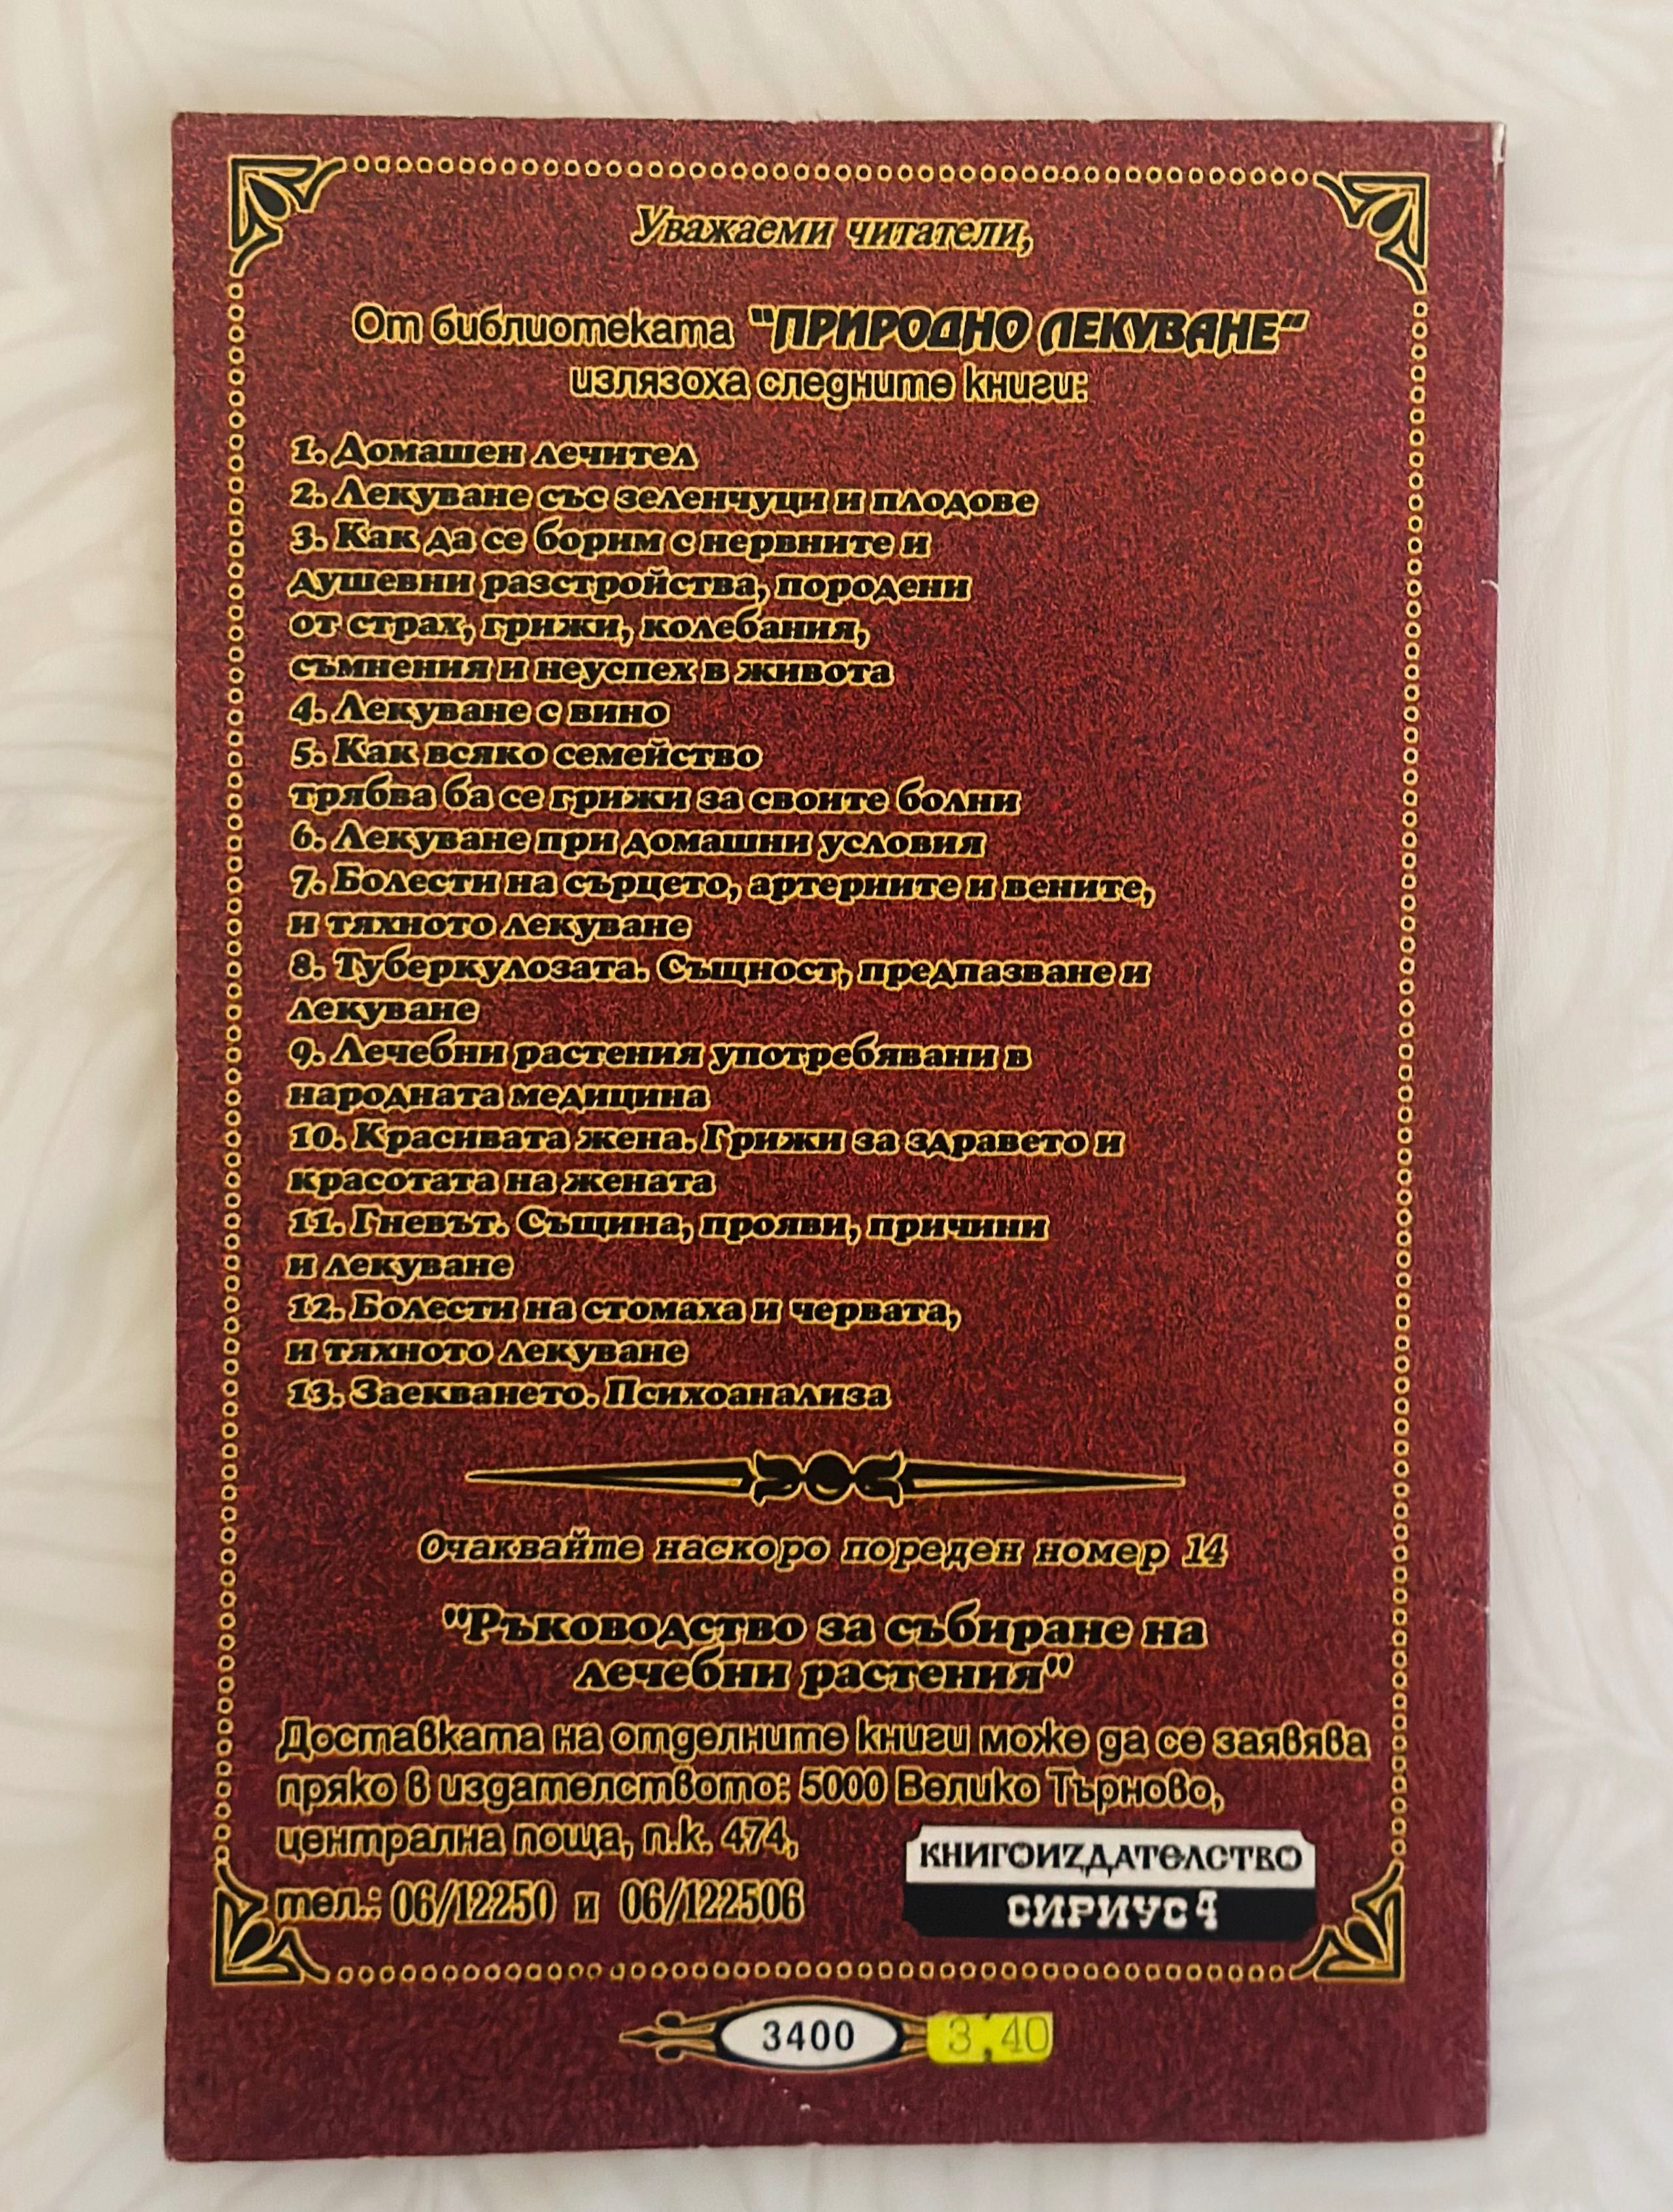 Уважаеми читатели,
От библиотеката "ПРИРОДНО ЛЕКУВАНЕ"
излязоха следните книги:
1. Домашен лечител
2. Лекуване със зеленчуци и плодове
3. Как да се борим с нервните и
душевни разстройства, породени
от страх, грижи, колебания,
съмнения и неуспех в живота
4. Лекуване с вино
5. Как всяко семейство
трябва ба се грижи за своите болни
6. Лекуване при домашни условия
7. Болести на сърцето, артериите и вените,
и тяхното лекуване
8. Туберкулозата. Същност, предпазване и
лекуване
9. Лечебни растения употребявани в
народната медицина
10. Красивата жена. Грижи за здравето и
красотата на жената
11. Гневът. Същина, прояви, причини
и лекуване
12. Болести на стомаха и червата,
и тяхното лекуване
13. Заекването. Психоанализа
Очаквайте наскоро пореден номер 14
"Ръководство за събиране на
лечебни растения"
Доставката на отделните книги може да се заявява
пряко в издателството: 5000 Велико Търново,
централна поща, п.к. 474,
тел.: 06/12250 и 06/122506
КНИГОИZДАТЕЛСТВО
СИРИУС 4
3400 3.40